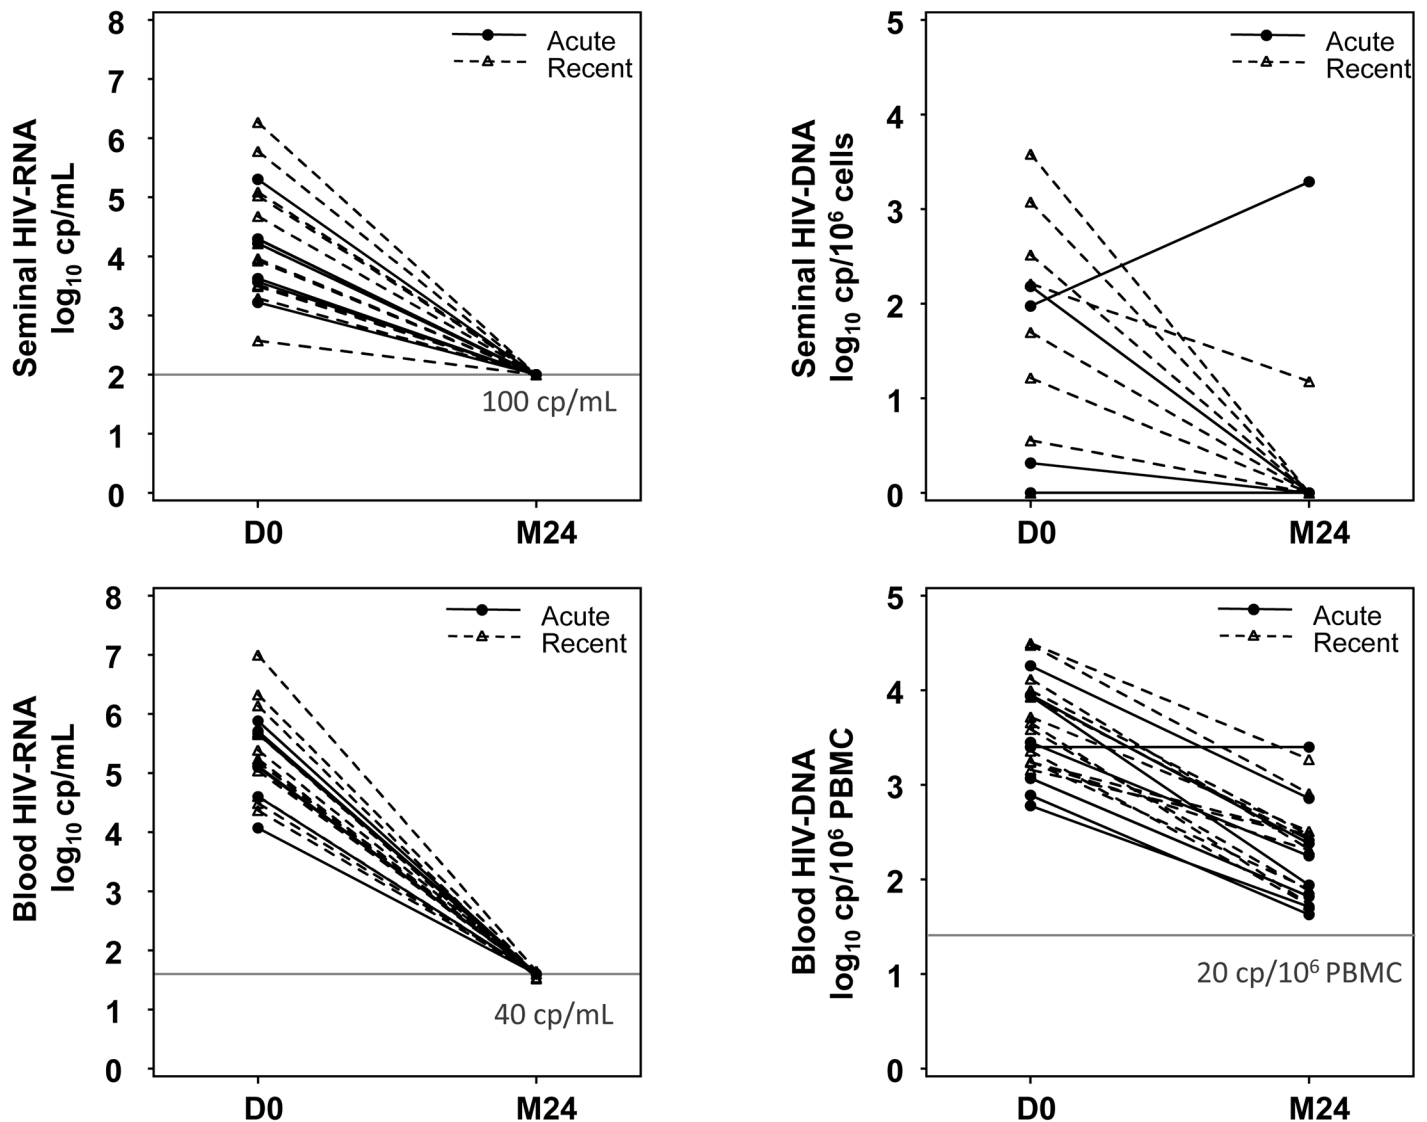 Seminal HIV-RNA
log₁₀ cp/mL
8
7
6
5
4
3
2
1
0
Acute
Recent
100 cp/mL
D0 M24
Seminal HIV-DNA
log₁₀ cp/10⁶ cells
5
4
3
2
1
0
Acute
Recent
D0 M24
Blood HIV-RNA
log₁₀ cp/mL
8
7
6
5
4
3
2
1
0
Acute
Recent
40 cp/mL
D0 M24
Blood HIV-DNA
log₁₀ cp/10⁶ PBMC
5
4
3
2
1
0
Acute
Recent
20 cp/10⁶ PBMC
D0 M24